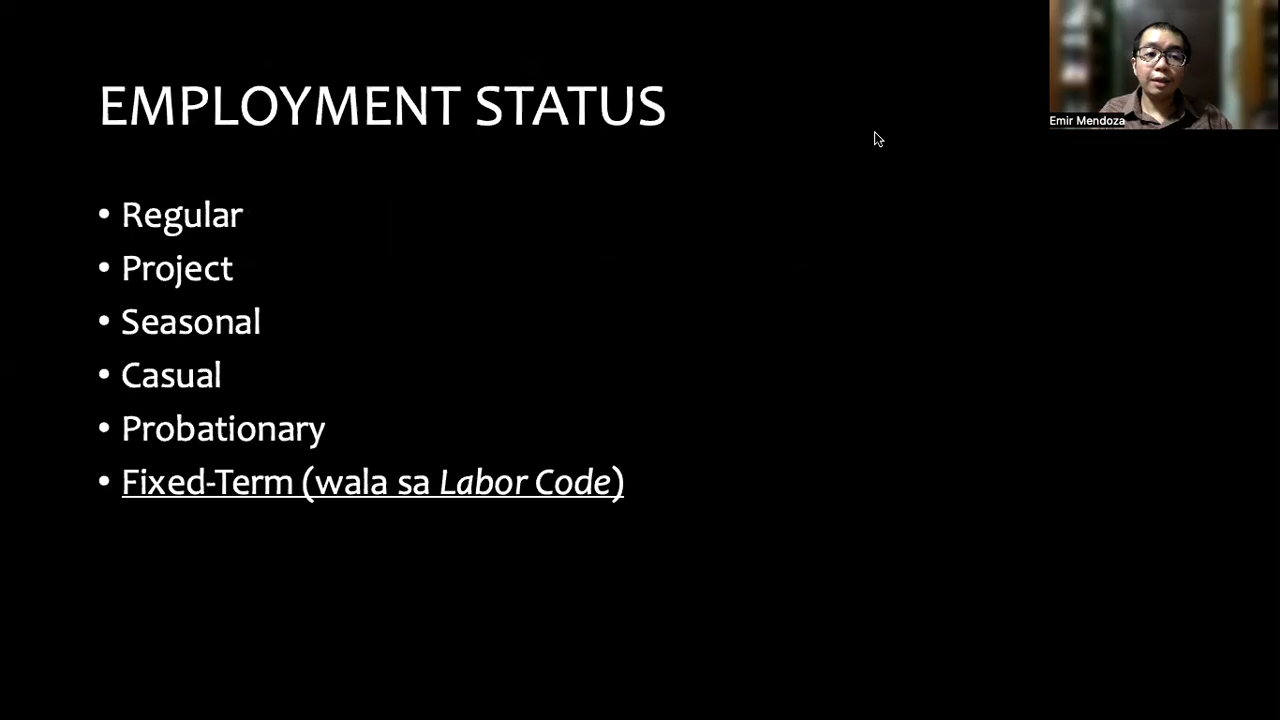 EMPLOYMENT STATUS
Emir Mendoza
• Regular
• Project
• Seasonal
• Casual
• Probationary
• Fixed-Term (wala sa Labor Code)